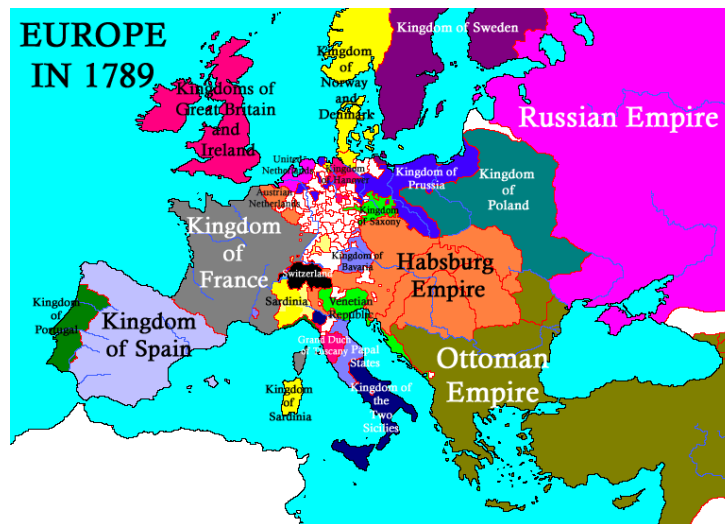 EUROPE
IN 1789
Kingdom of Sweden
Kingdom
of
Norway
and
Denmark
Kingdoms of
Great Britain
and
Ireland
Russian Empire
United
Netherlands
Kingdom
of Hanover
Kingdom of
Prussia
Kingdom
of
Poland
Austrian
Netherlands
Kingdom
of Saxony
Kingdom
of
France
Kingdom of
Bavaria
Habsburg
Empire
Switzerland
Sardinia
Venetian
Republic
Kingdom
of
Portugal
Kingdom
of Spain
Grand Duch
of Tuscany
Papal
States
Ottoman
Empire
Kingdom
of
Sardinia
Kingdom of
the
Two
Sicilies